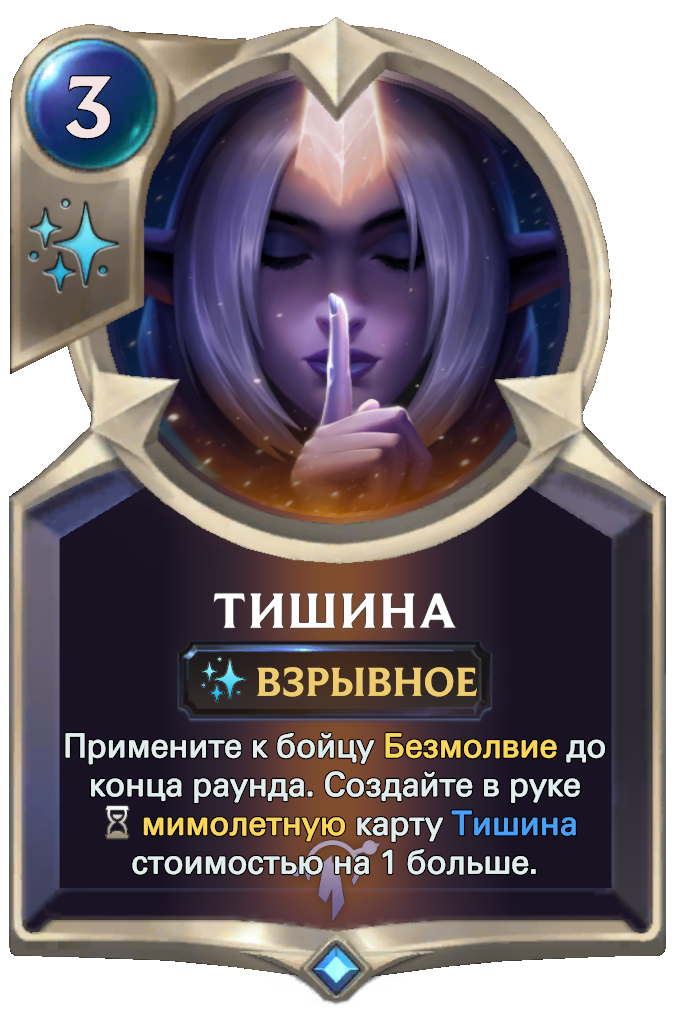 3
ТИШИНА
ВЗРЫВНОЕ
Примените к бойцу Безмолвие до
конца раунда. Создайте в руке
мимолетную карту Тишина
стоимостью на 1 больше.